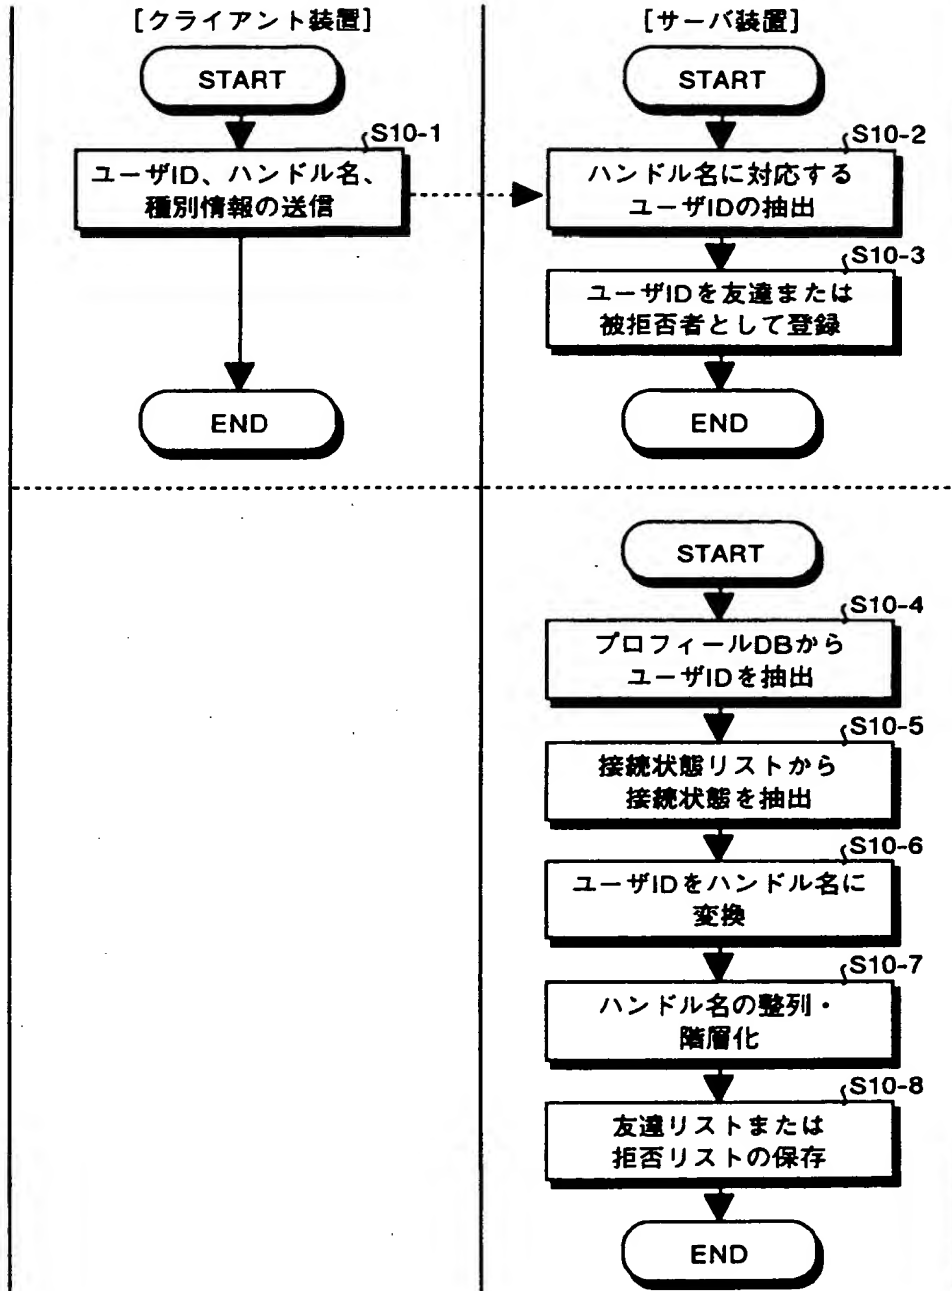 [クライアント装置]
START
S10-1
ユーザID、ハンドル名、
種別情報の送信
END
[サーバ装置]
START
S10-2
ハンドル名に対応する
ユーザIDの抽出
S10-3
ユーザIDを友達または
被拒否者として登録
END
START
S10-4
プロフィールDBから
ユーザIDを抽出
S10-5
接続状態リストから
接続状態を抽出
S10-6
ユーザIDをハンドル名に
変換
S10-7
ハンドル名の整列・
階層化
S10-8
友達リストまたは
拒否リストの保存
END